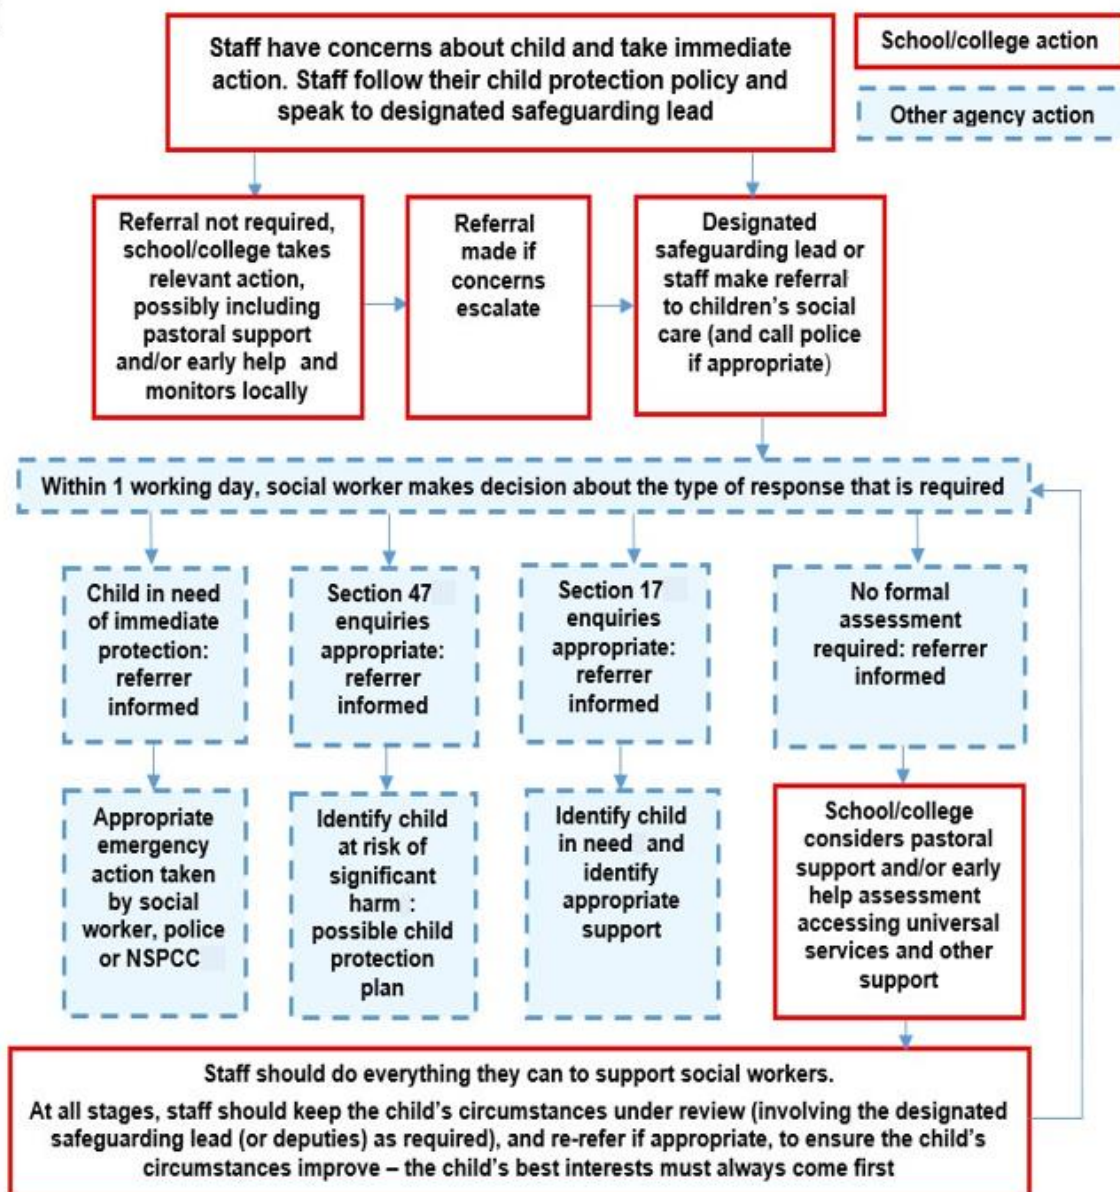 Staff have concerns about child and take immediate
action. Staff follow their child protection policy and
speak to designated safeguarding lead
School/college action
Other agency action
Referral not required,
school/college takes
relevant action,
possibly including
pastoral support
and/or early help and
monitors locally
Referral
made if
concerns
escalate
Designated
safeguarding lead or
staff make referral
to children's social
care (and call police
if appropriate)
Within 1 working day, social worker makes decision about the type of response that is required
Child in need
of immediate
protection:
referrer
informed
Section 47
enquiries
appropriate:
referrer
informed
Section 17
enquiries
appropriate:
referrer
informed
No formal
assessment
required: referrer
informed
Appropriate
emergency
action taken
by social
worker, police
or NSPCC
Identify child
at risk of
significant
harm :
possible child
protection
plan
Identify child
in need and
identify
appropriate
support
School/college
considers pastoral
support and/or early
help assessment
accessing universal
services and other
support
Staff should do everything they can to support social workers.
At all stages, staff should keep the child's circumstances under review (involving the designated
safeguarding lead (or deputies) as required), and re-refer if appropriate, to ensure the child's
circumstances improve – the child's best interests must always come first